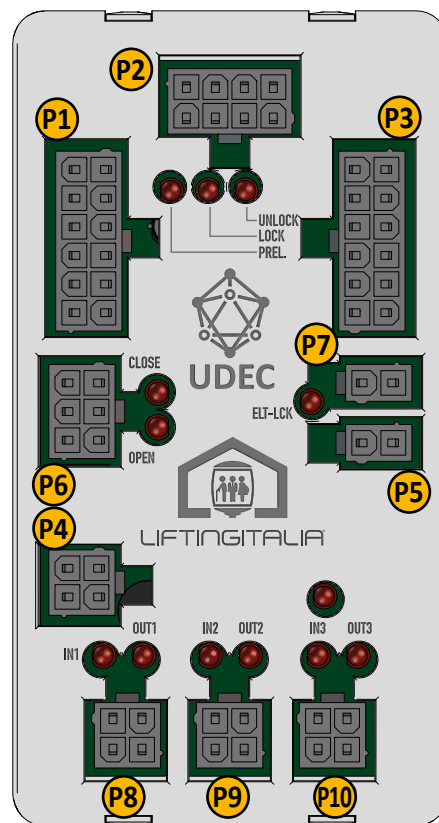 P2
P1
P3
UNLOCK
LOCK
PREL.
P7
CLOSE
UDEC
ELT-LCK
OPEN
P6
P5
P4
LIFTINGITALIA
IN1
OUT1
IN2
OUT2
IN3
OUT3
P8
P9
P10